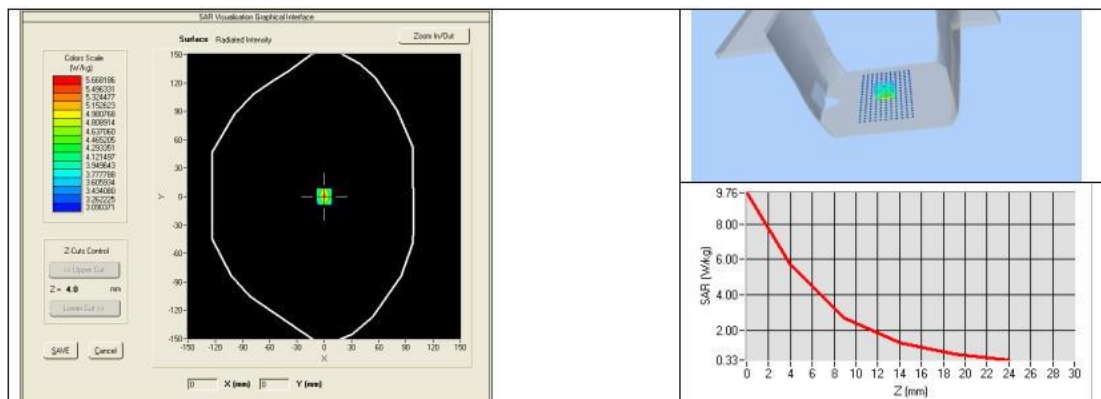 SAR Visualisation Graphical Interface
Surface Radiated Intensity
Zoom In/Out
Colors Scale
(W/kg)
5.668186
5.496331
5.324477
5.152623
4.980768
4.808914
4.637060
4.465205
4.293351
4.121497
3.949643
3.777788
3.605934
3.434080
3.262225
3.090371
150
120
90
60
30
0
-30
-60
-90
-120
-150
Y
-150 -120 -90 -60 -30 0 30 60 90 120 150
X
Z-Cuts Control
<< Upper Cut
Z = 4.0 mm
Lower Cut >>
SAVE Cancel
0 X (mm) 0 Y (mm)
9.76
8.00
6.00
4.00
2.00
0.33
SAR (W/kg)
0 2 4 6 8 10 12 14 16 18 20 22 24 26 28 30
Z (mm)